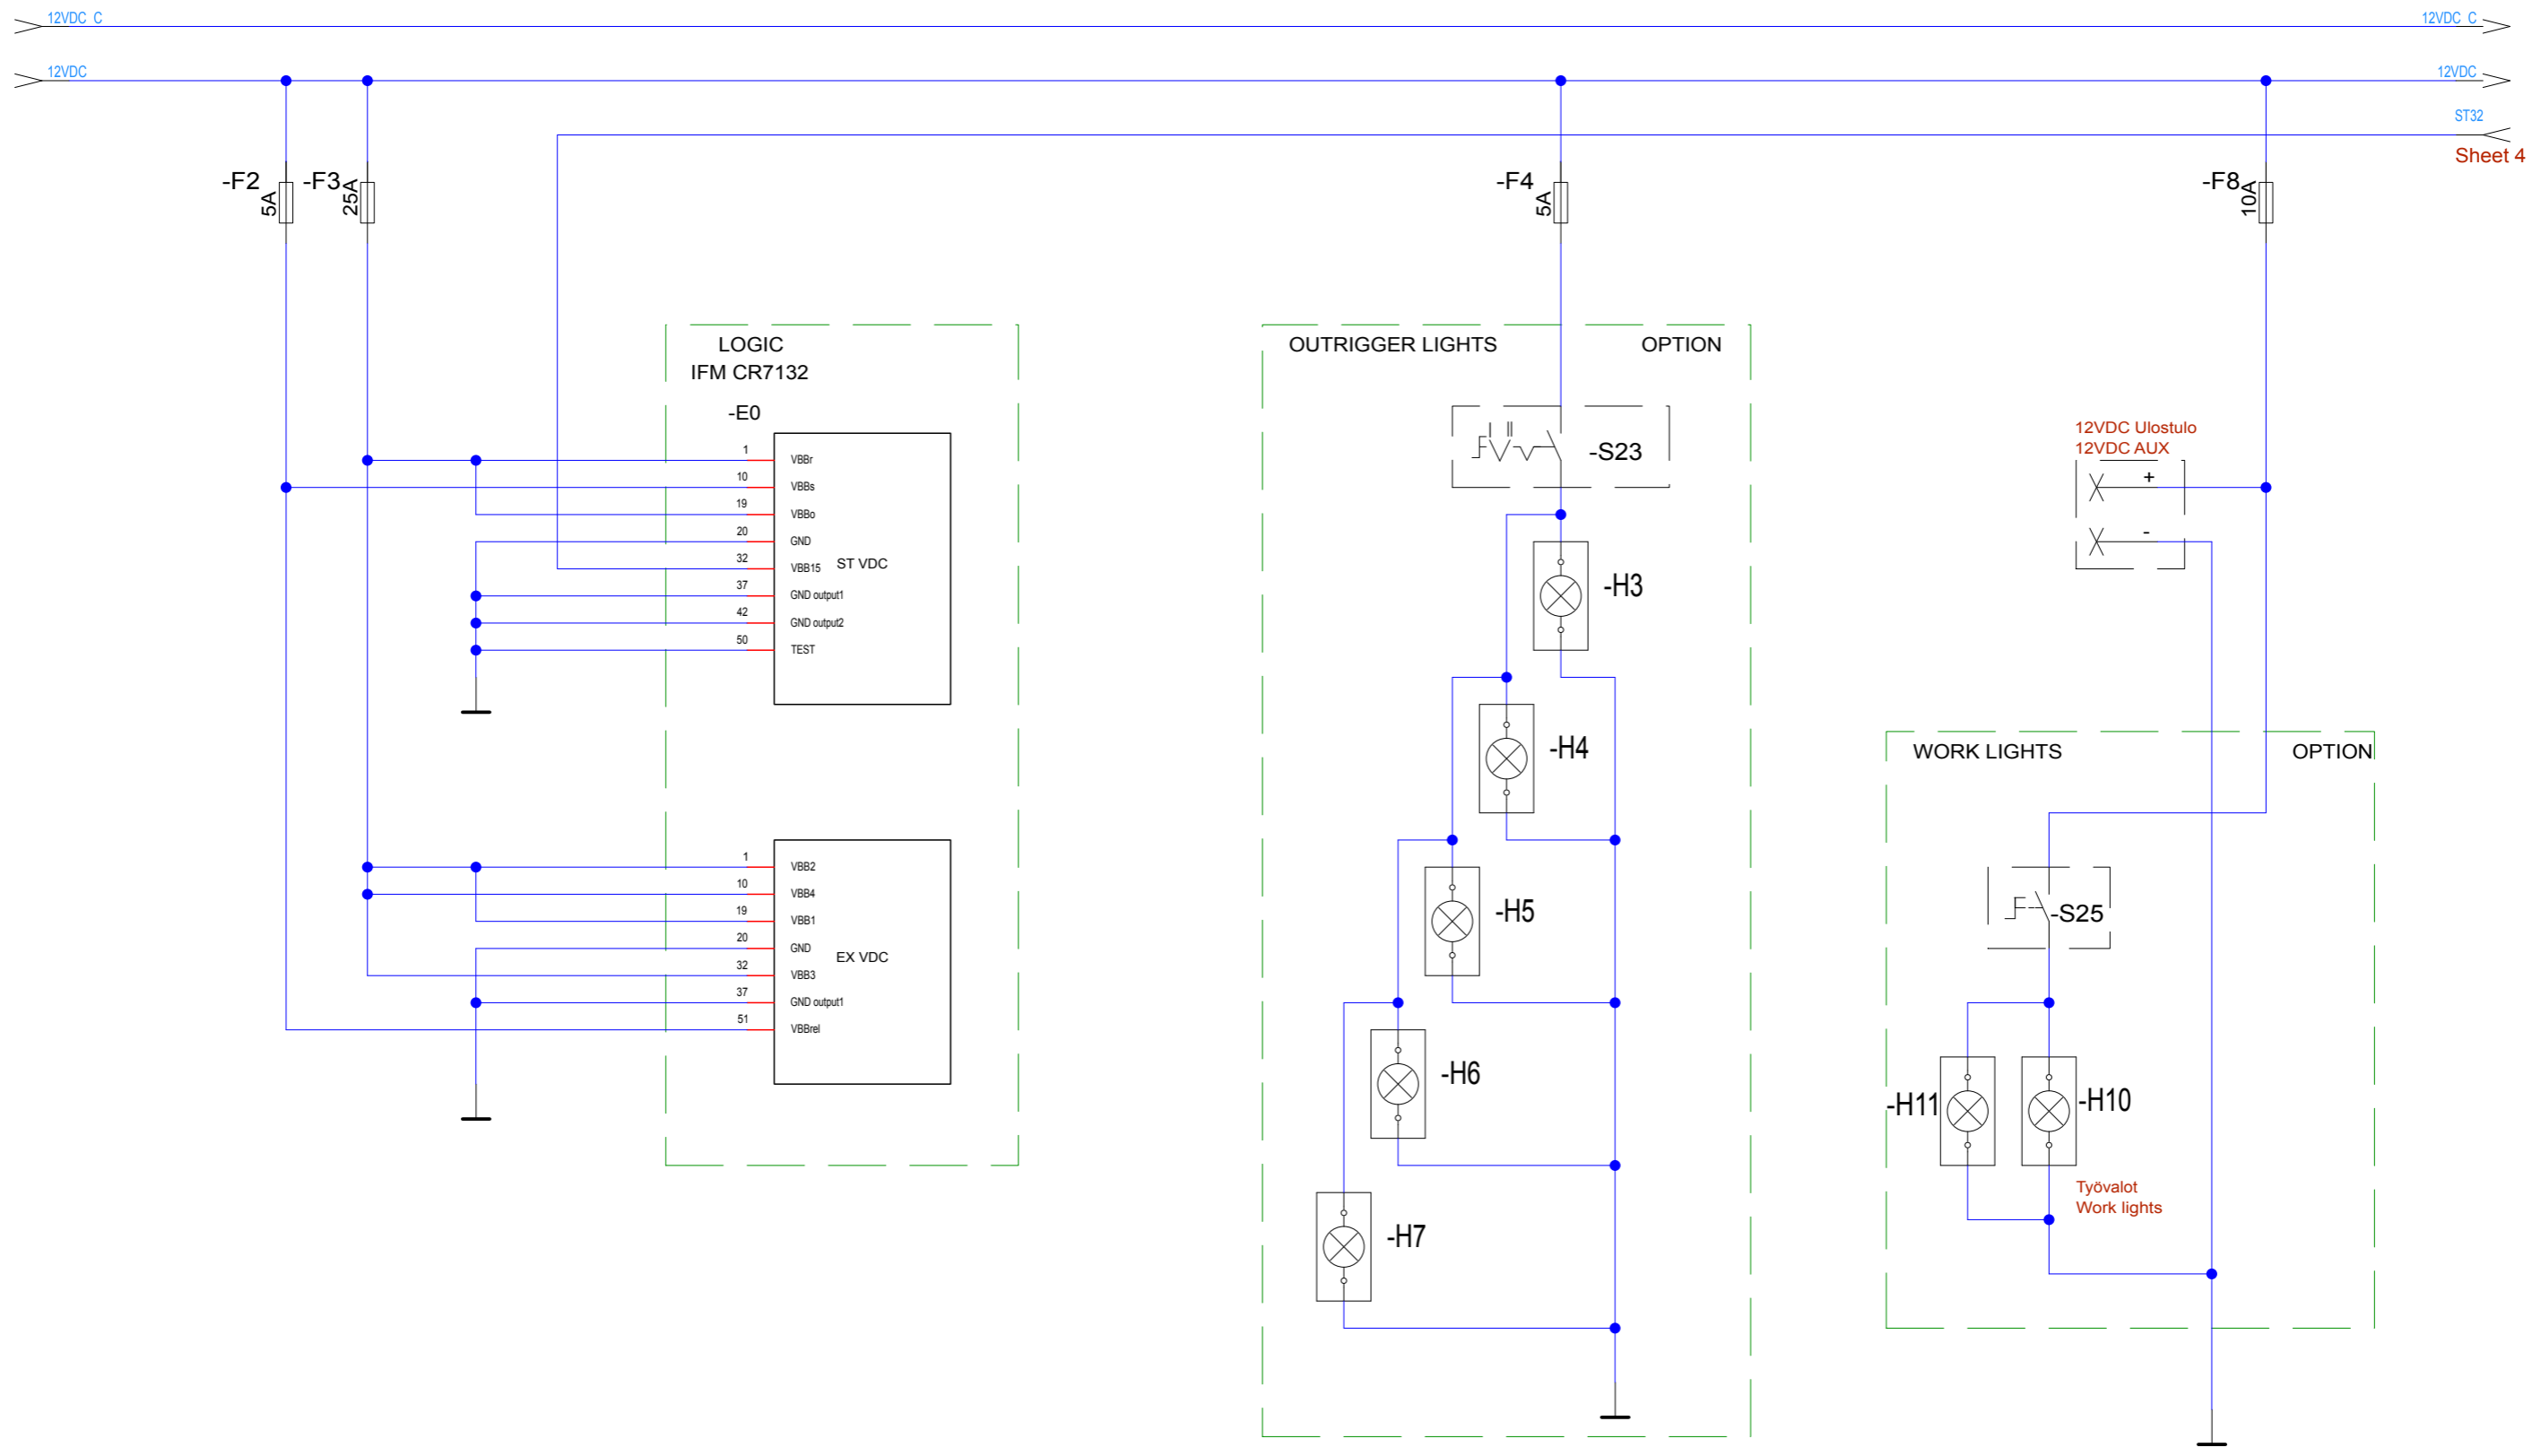 12VDC C
12VDC C
12VDC
12VDC
ST32
Sheet 4
-F2
5A
-F3
25A
-F4
5A
-F8
10A
LOGIC
IFM CR7132
-E0
1 VBBr
10 VBBs
19 VBBo
20 GND
32 VBB15
37 GND output1
42 GND output2
50 TEST
ST VDC
1 VBB2
10 VBB4
19 VBB1
20 GND
32 VBB3
37 GND output1
51 VBBrel
EX VDC
OUTRIGGER LIGHTS OPTION
I II
-S23
-H3
-H4
-H5
-H6
-H7
12VDC Ulostulo
12VDC AUX
+
-
WORK LIGHTS OPTION
-S25
-H11
-H10
Työvalot
Work lights